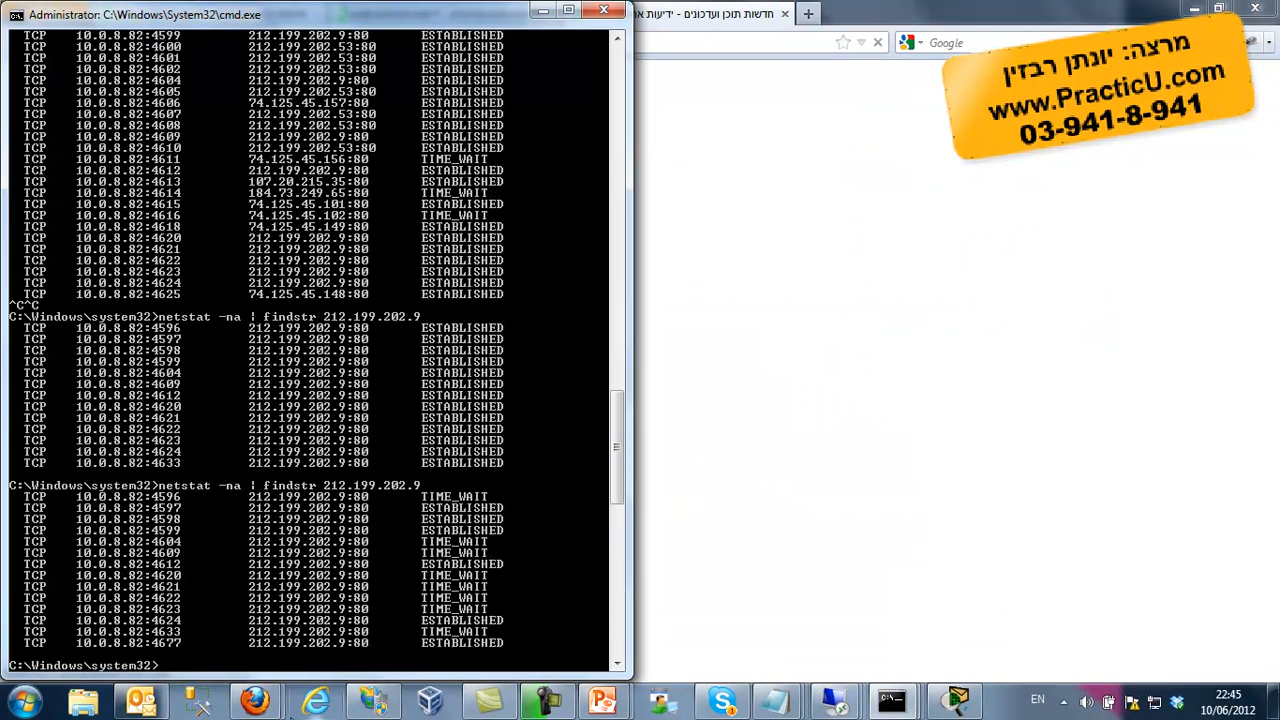 Administrator: C:\Windows\System32\cmd.exe
חדשות תוכן ועדכונים - ידיעות
Google
מרצה: יונתן רבזין
www.PracticU.com
03-941-8-941
TCP 10.0.8.82:4599 212.199.202.9:80 ESTABLISHED
TCP 10.0.8.82:4600 212.199.202.53:80 ESTABLISHED
TCP 10.0.8.82:4601 212.199.202.53:80 ESTABLISHED
TCP 10.0.8.82:4602 212.199.202.53:80 ESTABLISHED
TCP 10.0.8.82:4604 212.199.202.9:80 ESTABLISHED
TCP 10.0.8.82:4605 212.199.202.53:80 ESTABLISHED
TCP 10.0.8.82:4606 74.125.45.157:80 ESTABLISHED
TCP 10.0.8.82:4607 212.199.202.53:80 ESTABLISHED
TCP 10.0.8.82:4608 212.199.202.53:80 ESTABLISHED
TCP 10.0.8.82:4609 212.199.202.9:80 ESTABLISHED
TCP 10.0.8.82:4610 212.199.202.53:80 ESTABLISHED
TCP 10.0.8.82:4611 74.125.45.156:80 TIME_WAIT
TCP 10.0.8.82:4612 212.199.202.9:80 ESTABLISHED
TCP 10.0.8.82:4613 107.20.215.35:80 ESTABLISHED
TCP 10.0.8.82:4614 184.73.249.65:80 TIME_WAIT
TCP 10.0.8.82:4615 74.125.45.101:80 ESTABLISHED
TCP 10.0.8.82:4616 74.125.45.102:80 TIME_WAIT
TCP 10.0.8.82:4618 74.125.45.149:80 ESTABLISHED
TCP 10.0.8.82:4620 212.199.202.9:80 ESTABLISHED
TCP 10.0.8.82:4621 212.199.202.9:80 ESTABLISHED
TCP 10.0.8.82:4622 212.199.202.9:80 ESTABLISHED
TCP 10.0.8.82:4623 212.199.202.9:80 ESTABLISHED
TCP 10.0.8.82:4624 212.199.202.9:80 ESTABLISHED
TCP 10.0.8.82:4625 74.125.45.148:80 ESTABLISHED
^C^C
C:\Windows\system32>netstat -na | findstr 212.199.202.9
TCP 10.0.8.82:4596 212.199.202.9:80 ESTABLISHED
TCP 10.0.8.82:4597 212.199.202.9:80 ESTABLISHED
TCP 10.0.8.82:4598 212.199.202.9:80 ESTABLISHED
TCP 10.0.8.82:4599 212.199.202.9:80 ESTABLISHED
TCP 10.0.8.82:4604 212.199.202.9:80 ESTABLISHED
TCP 10.0.8.82:4609 212.199.202.9:80 ESTABLISHED
TCP 10.0.8.82:4612 212.199.202.9:80 ESTABLISHED
TCP 10.0.8.82:4620 212.199.202.9:80 ESTABLISHED
TCP 10.0.8.82:4621 212.199.202.9:80 ESTABLISHED
TCP 10.0.8.82:4622 212.199.202.9:80 ESTABLISHED
TCP 10.0.8.82:4623 212.199.202.9:80 ESTABLISHED
TCP 10.0.8.82:4624 212.199.202.9:80 ESTABLISHED
TCP 10.0.8.82:4633 212.199.202.9:80 ESTABLISHED
C:\Windows\system32>netstat -na | findstr 212.199.202.9
TCP 10.0.8.82:4596 212.199.202.9:80 TIME_WAIT
TCP 10.0.8.82:4597 212.199.202.9:80 ESTABLISHED
TCP 10.0.8.82:4598 212.199.202.9:80 ESTABLISHED
TCP 10.0.8.82:4599 212.199.202.9:80 ESTABLISHED
TCP 10.0.8.82:4604 212.199.202.9:80 TIME_WAIT
TCP 10.0.8.82:4609 212.199.202.9:80 TIME_WAIT
TCP 10.0.8.82:4612 212.199.202.9:80 ESTABLISHED
TCP 10.0.8.82:4620 212.199.202.9:80 TIME_WAIT
TCP 10.0.8.82:4621 212.199.202.9:80 TIME_WAIT
TCP 10.0.8.82:4622 212.199.202.9:80 TIME_WAIT
TCP 10.0.8.82:4623 212.199.202.9:80 TIME_WAIT
TCP 10.0.8.82:4624 212.199.202.9:80 ESTABLISHED
TCP 10.0.8.82:4633 212.199.202.9:80 TIME_WAIT
TCP 10.0.8.82:4677 212.199.202.9:80 ESTABLISHED
C:\Windows\system32>
EN
22:45
10/06/2012